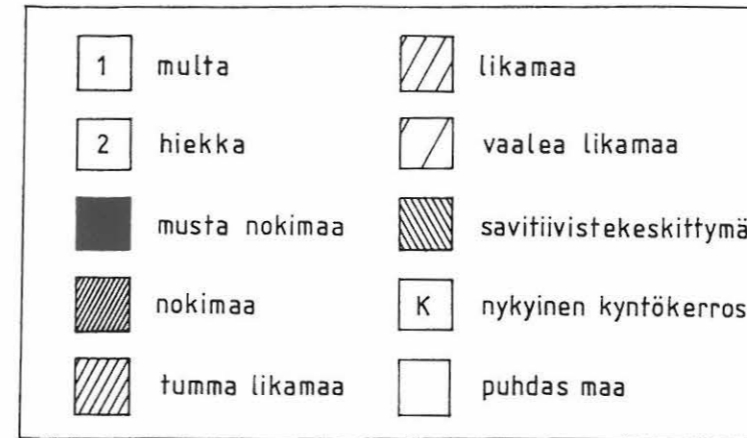 1 multa
2 hiekka
musta nokimaa
nokimaa
tumma likamaa
likamaa
vaalea likamaa
savitiivistekeskittymä
K nykyinen kyntökerros
puhdas maa